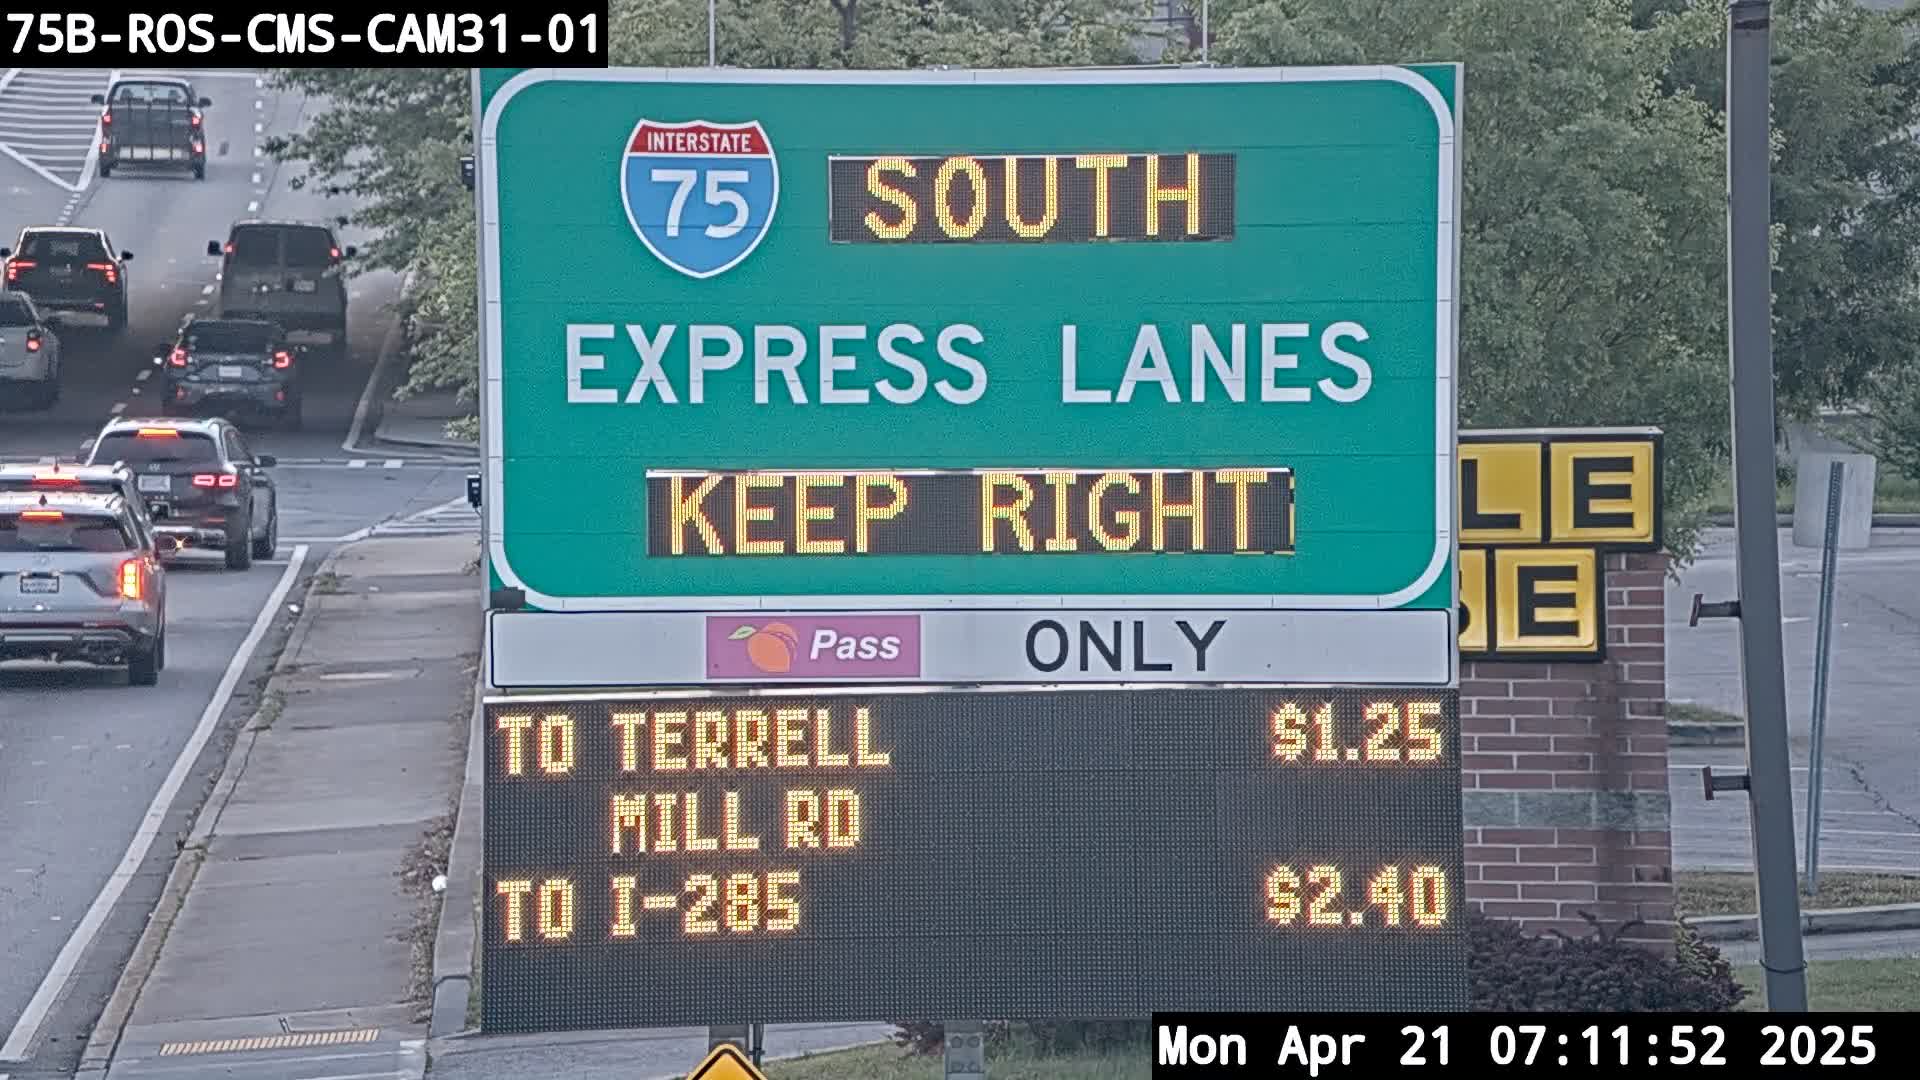 75B-ROS-CMS-CAM31-01
INTERSTATE
75
SOUTH
EXPRESS LANES
KEEP RIGHT
Pass ONLY
TO TERRELL $1.25
MILL RD
TO I-285 $2.40
LE
E
Mon Apr 21 07:11:52 2025